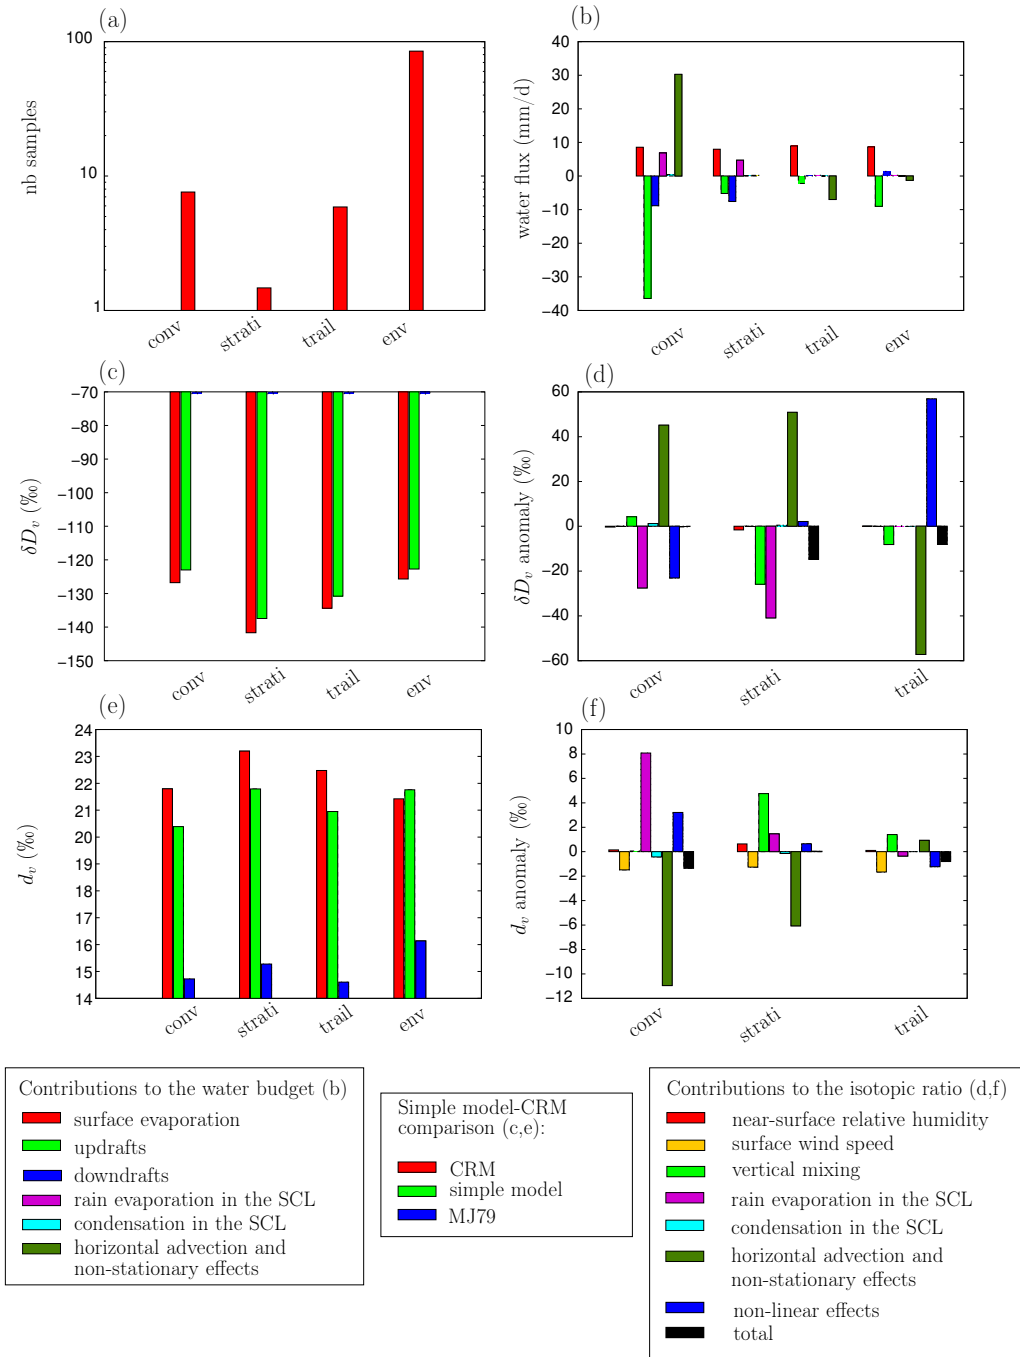 (a)
100
10
1
nb samples
conv
strati
trail
env
(b)
40
30
20
10
0
−10
−20
−30
−40
water flux (mm/d)
conv
strati
trail
env
(c)
−70
−80
−90
−100
−110
−120
−130
−140
−150
δD_v (‰)
conv
strati
trail
env
(d)
60
40
20
0
−20
−40
−60
δD_v anomaly (‰)
conv
strati
trail
(e)
24
23
22
21
20
19
18
17
16
15
14
d_v (‰)
conv
strati
trail
env
(f)
10
8
6
4
2
0
−2
−4
−6
−8
−10
−12
d_v anomaly (‰)
conv
strati
trail
Contributions to the water budget (b)
surface evaporation
updrafts
downdrafts
rain evaporation in the SCL
condensation in the SCL
horizontal advection and
non-stationary effects
Simple model-CRM
comparison (c,e):
CRM
simple model
MJ79
Contributions to the isotopic ratio (d,f)
near-surface relative humidity
surface wind speed
vertical mixing
rain evaporation in the SCL
condensation in the SCL
horizontal advection and
non-stationary effects
non-linear effects
total